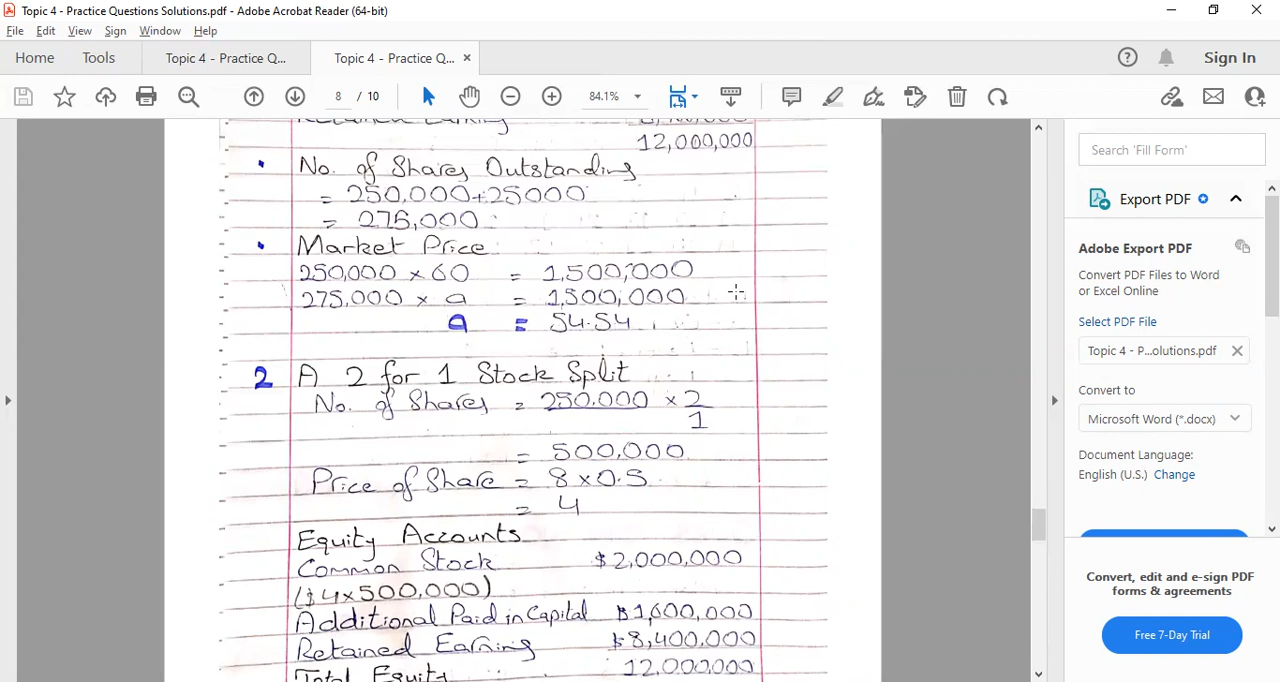 Topic 4 - Practice Questions Solutions.pdf - Adobe Acrobat Reader (64-bit)
File Edit View Sign Window Help
Home Tools Topic 4 - Practice Q... Topic 4 - Practice Q... ×
8 / 10 84.1% Sign In
12,000,000
• No. of Shares Outstanding
= 250,000+25000
= 275,000
• Market Price
250,000 × 60 = 1,500,000
275,000 × a = 1,500,000
a = 54.54
2 A 2 for 1 Stock Split
No. of Shares = 250.000 × 2
1
= 500,000
Price of Share = 8 × 0.5
= 4
Equity Accounts
Common Stock $2,000,000
($4×500,000)
Additional Paid in Capital $1,600,000
Retained Earning $8,400,000
Total Equity 12,000,000
Search 'Fill Form'
Export PDF
Adobe Export PDF
Convert PDF Files to Word
or Excel Online
Select PDF File
Topic 4 - P...olutions.pdf
Convert to
Microsoft Word (*.docx)
Document Language:
English (U.S.) Change
Convert, edit and e-sign PDF
forms & agreements
Free 7-Day Trial